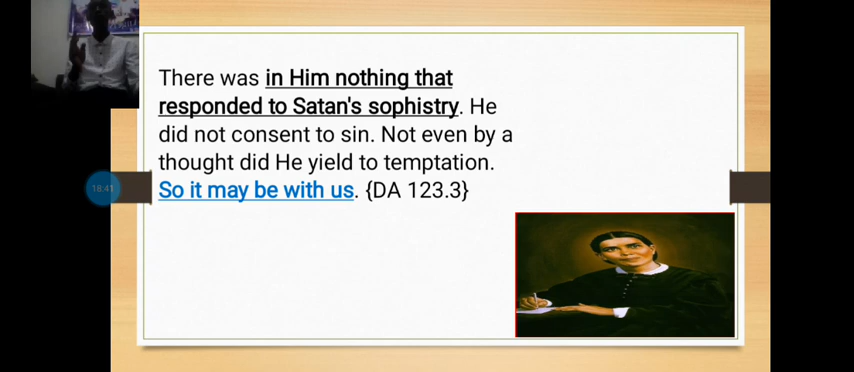 There was in Him nothing that
responded to Satan's sophistry. He
did not consent to sin. Not even by a
thought did He yield to temptation.
So it may be with us. {DA 123.3}
18:41